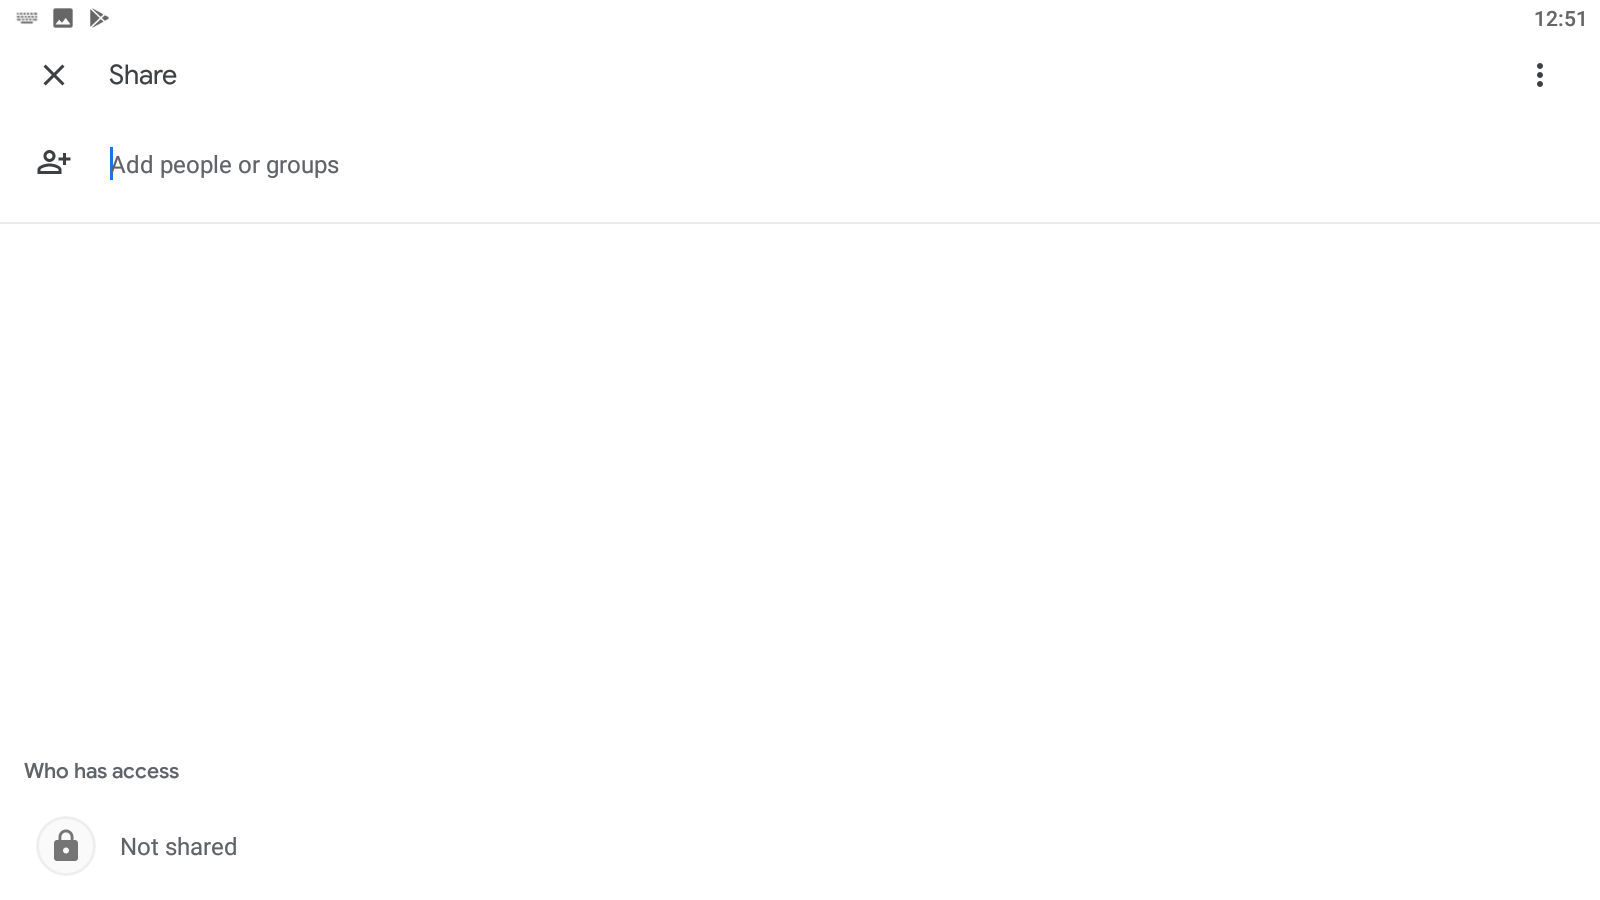 12:51
Share
Add people or groups
Who has access
Not shared